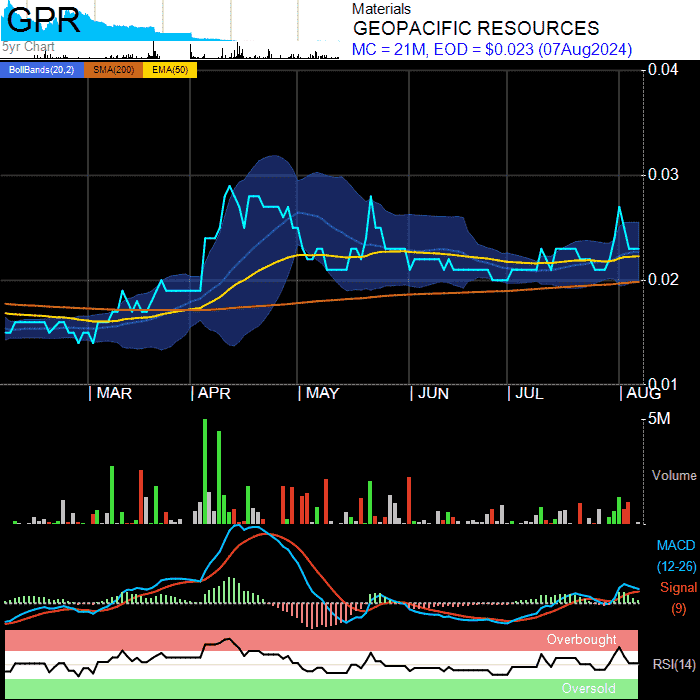 GPR
5yr Chart
Materials
GEOPACIFIC RESOURCES
MC = 21M, EOD = $0.023 (07Aug2024)
BollBands(20,2) SMA(200) EMA(50)
0.04
0.03
0.02
0.01
MAR APR MAY JUN JUL AUG
5M
Volume
MACD
(12-26)
Signal
(9)
Overbought
RSI(14)
Oversold